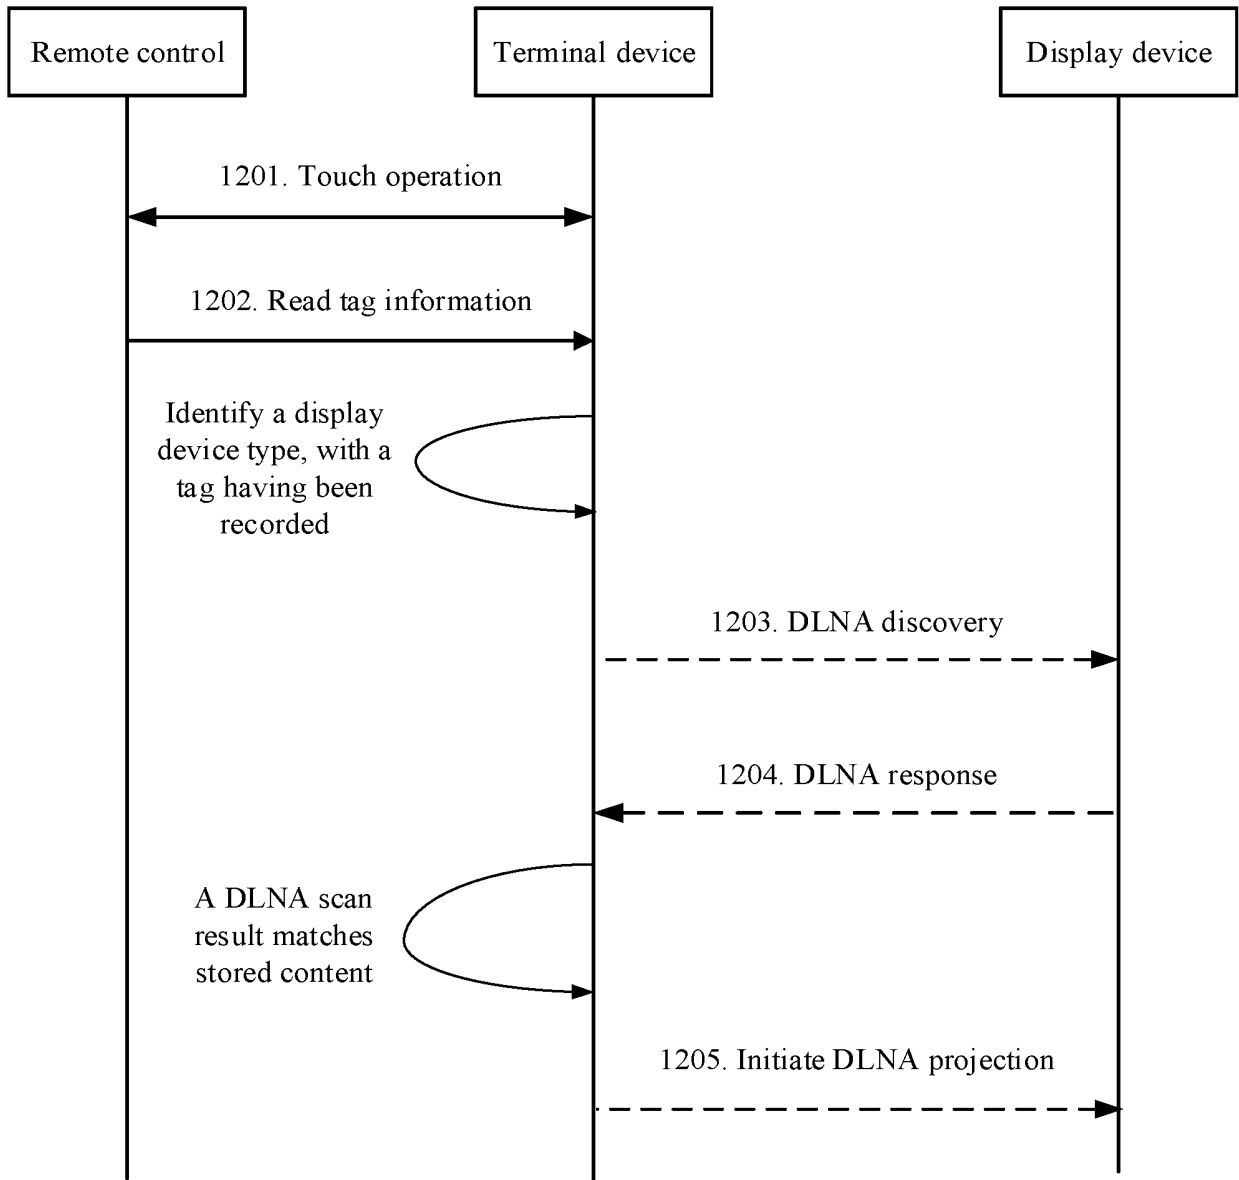 Remote control
Terminal device
Display device
1201. Touch operation
1202. Read tag information
Identify a display
device type, with a
tag having been
recorded
1203. DLNA discovery
1204. DLNA response
A DLNA scan
result matches
stored content
1205. Initiate DLNA projection